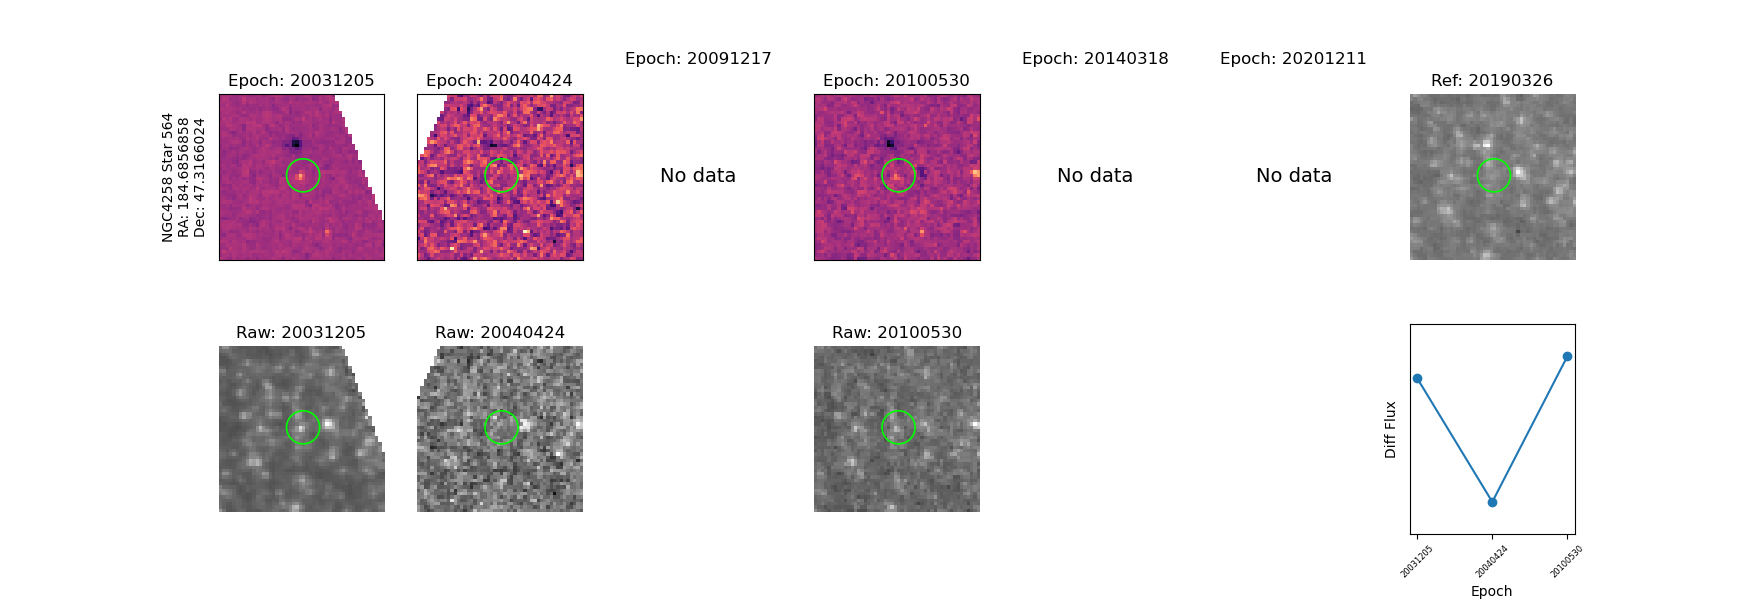 NGC4258 Star 564
RA: 184.6856858
Dec: 47.3166024
Epoch: 20031205
Epoch: 20040424
Epoch: 20091217
No data
Epoch: 20100530
Epoch: 20140318
No data
Epoch: 20201211
No data
Ref: 20190326
Raw: 20031205
Raw: 20040424
Raw: 20100530
Diff Flux
20031205
20040424
20100530
Epoch